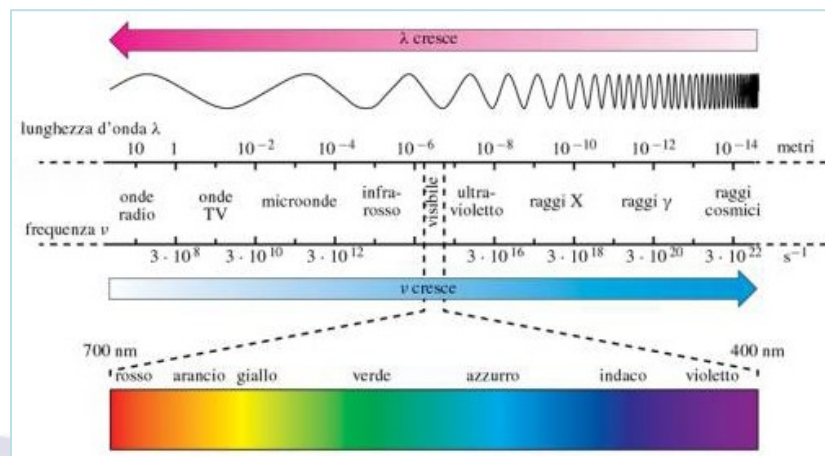 λ cresce
lunghezza d'onda λ
10 1 10⁻² 10⁻⁴ 10⁻⁶ 10⁻⁸ 10⁻¹⁰ 10⁻¹² 10⁻¹⁴ metri
onde radio
onde TV
microonde
infra-rosso
visibile
ultra-violetto
raggi X
raggi γ
raggi cosmici
frequenza ν
3 · 10⁸ 3 · 10¹⁰ 3 · 10¹² 3 · 10¹⁶ 3 · 10¹⁸ 3 · 10²⁰ 3 · 10²² s⁻¹
ν cresce
700 nm 400 nm
rosso arancio giallo verde azzurro indaco violetto